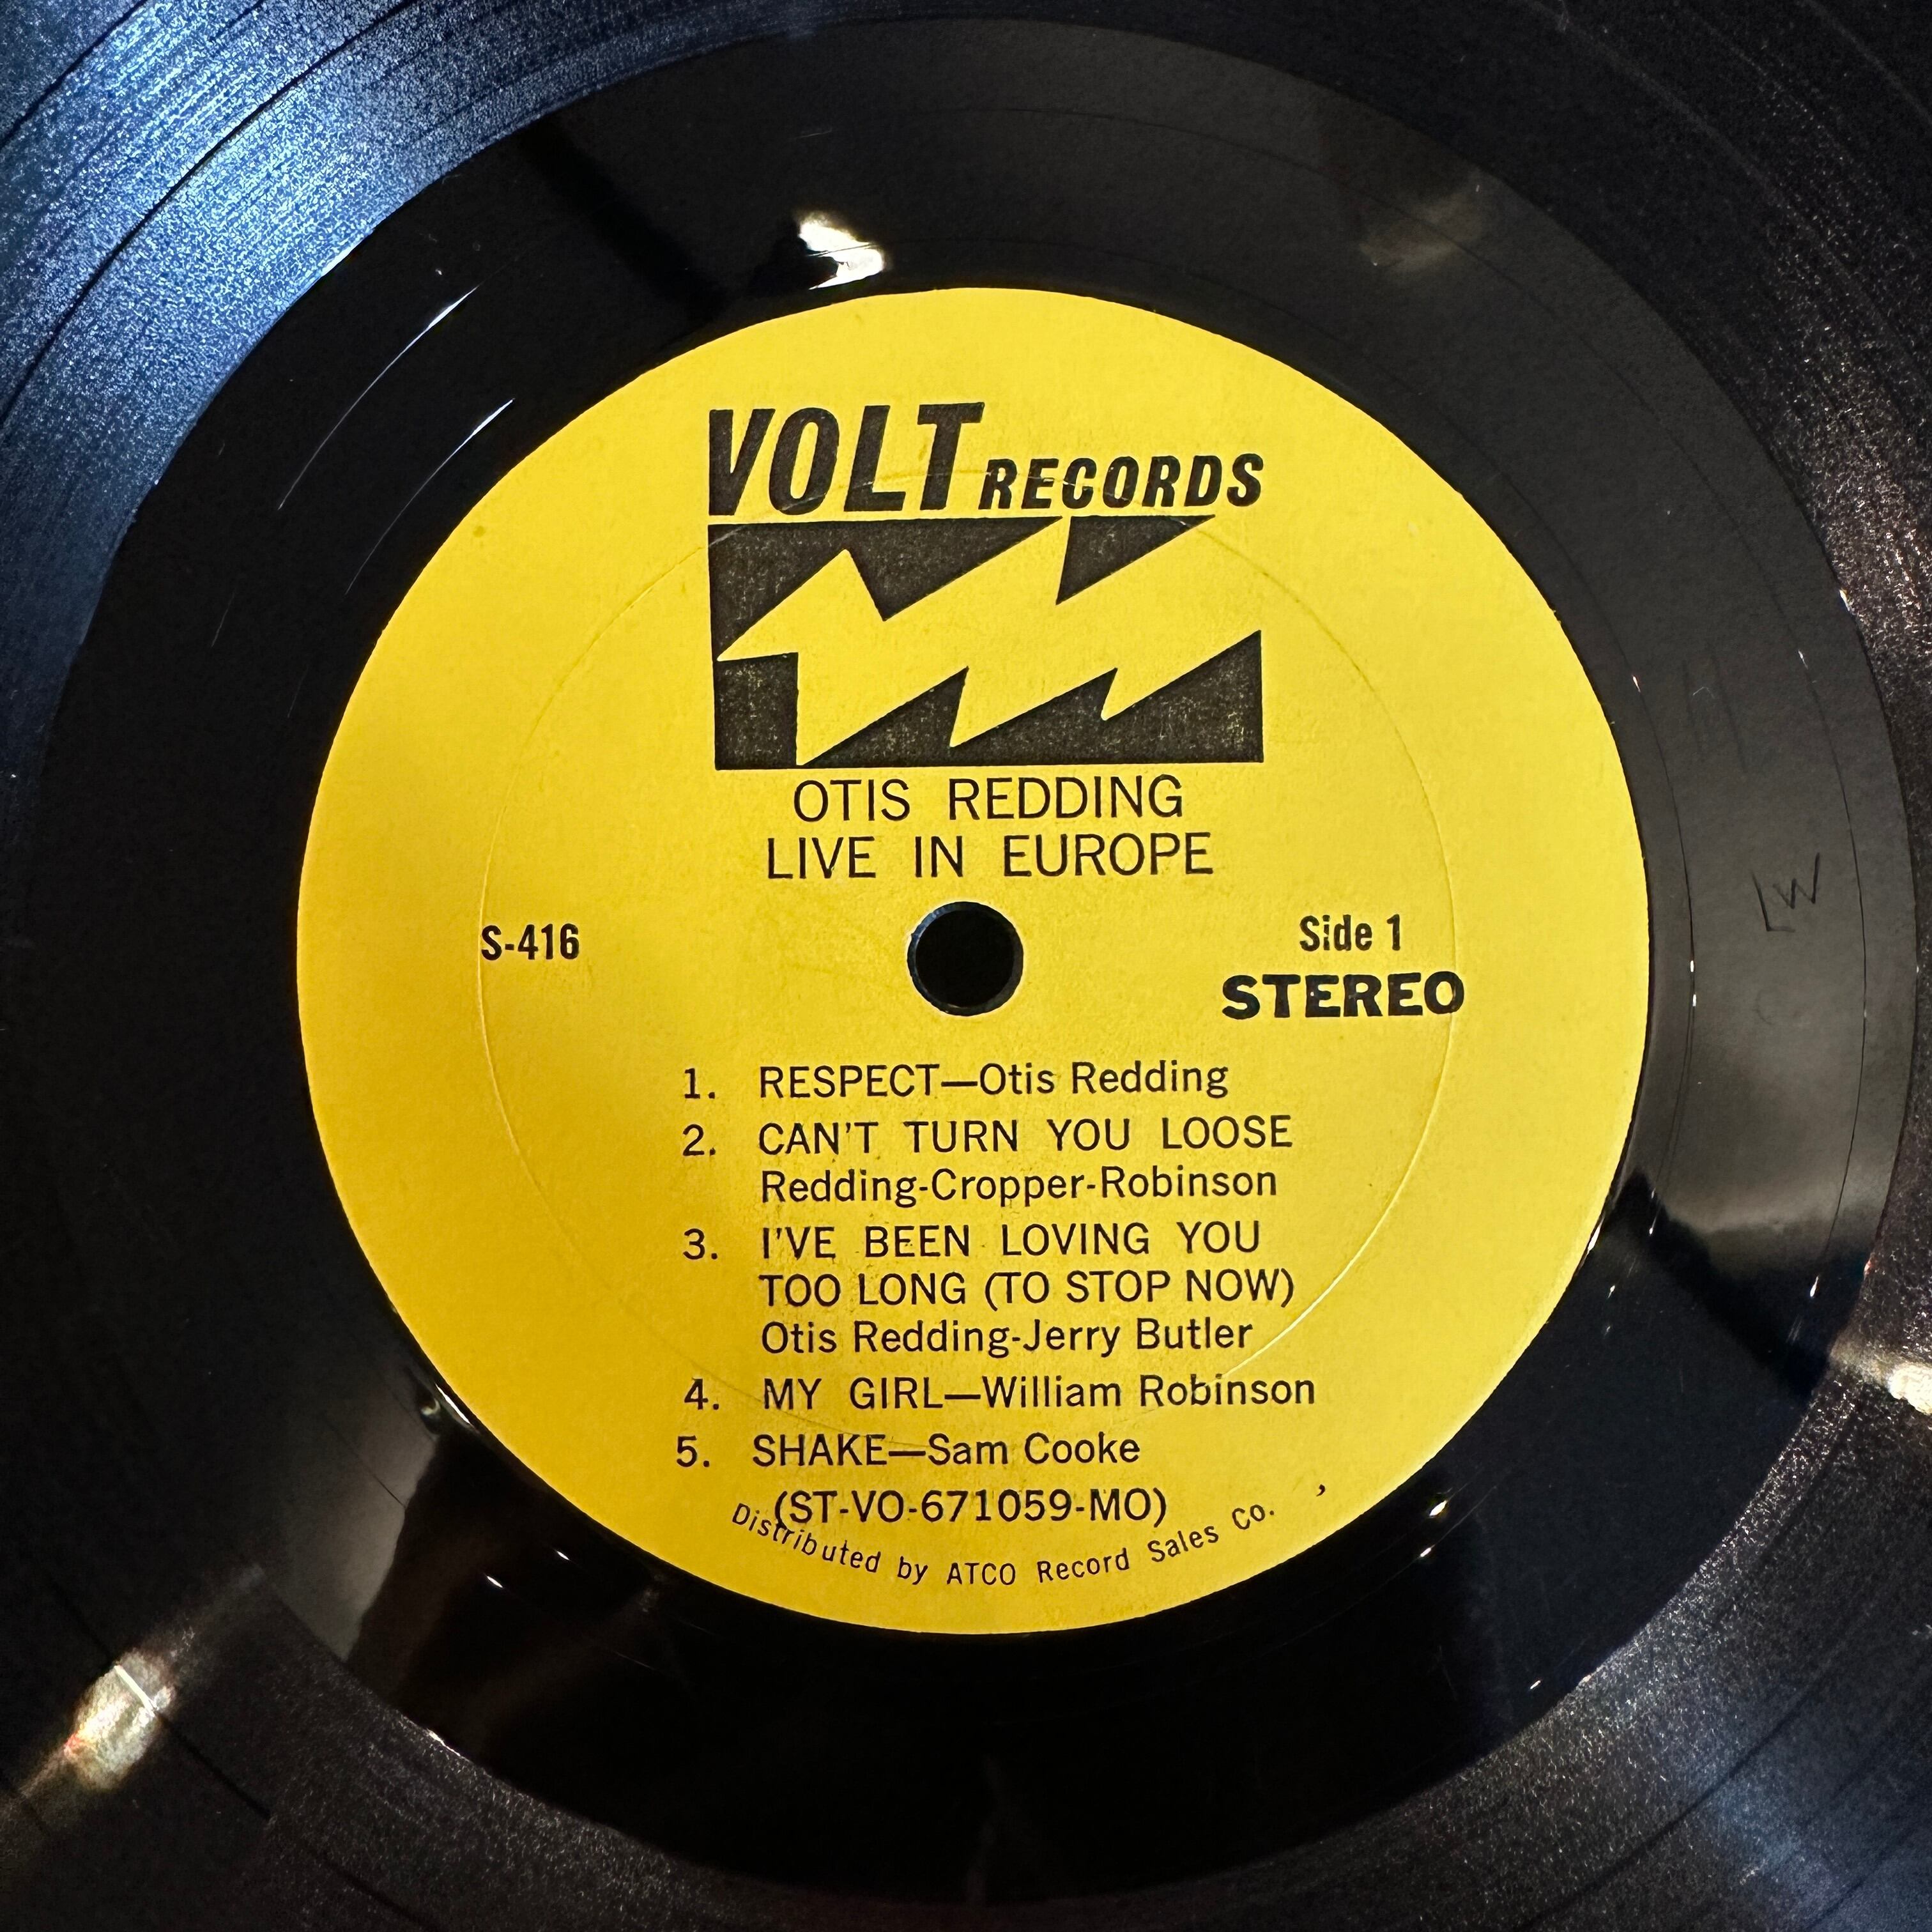 VOLT RECORDS
OTIS REDDING
LIVE IN EUROPE
S-416
Side 1
STEREO
1. RESPECT—Otis Redding
2. CAN'T TURN YOU LOOSE
Redding-Cropper-Robinson
3. I'VE BEEN LOVING YOU
TOO LONG (TO STOP NOW)
Otis Redding-Jerry Butler
4. MY GIRL—William Robinson
5. SHAKE—Sam Cooke
(ST-VO-671059-MO)
Distributed by ATCO Record Sales Co.
LW